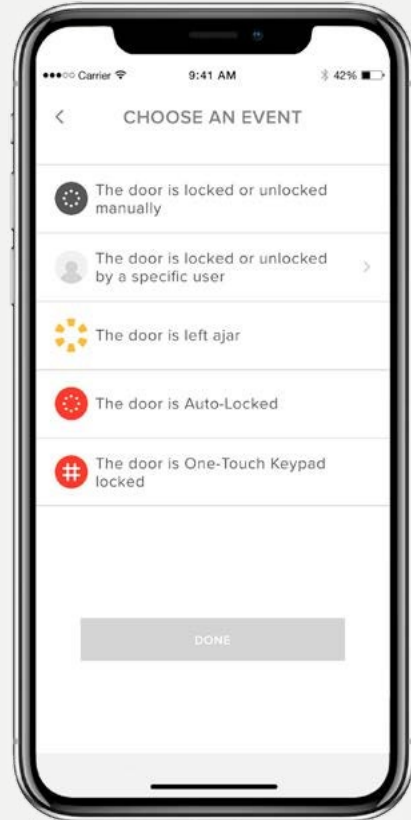 Carrier 9:41 AM 42%
CHOOSE AN EVENT
The door is locked or unlocked
manually
The door is locked or unlocked
by a specific user
The door is left ajar
The door is Auto-Locked
#
The door is One-Touch Keypad
locked
DONE